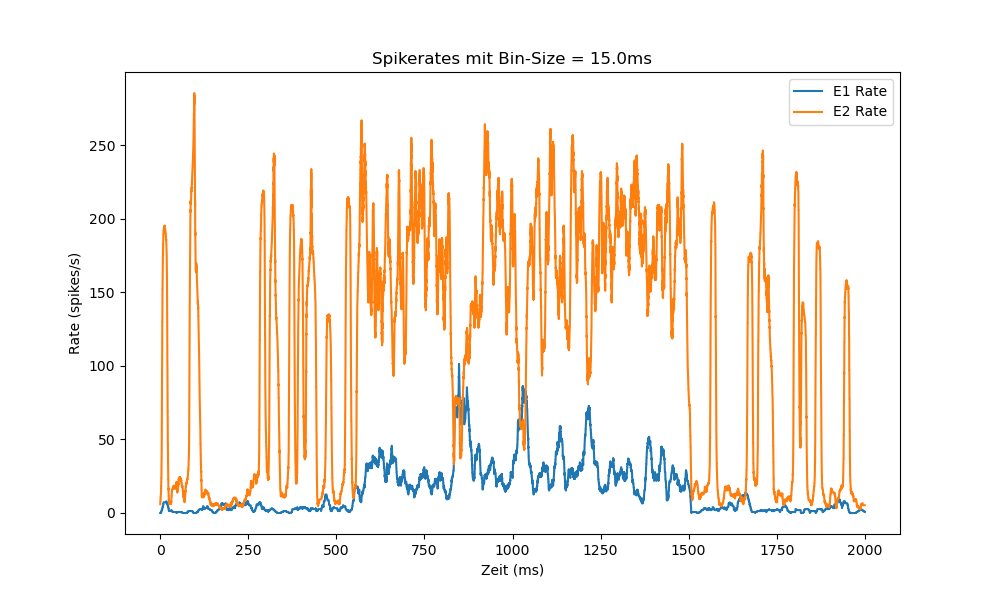 Spikerates mit Bin-Size = 15.0ms
E1 Rate
E2 Rate
250
200
150
100
50
0
Rate (spikes/s)
0 250 500 750 1000 1250 1500 1750 2000
Zeit (ms)